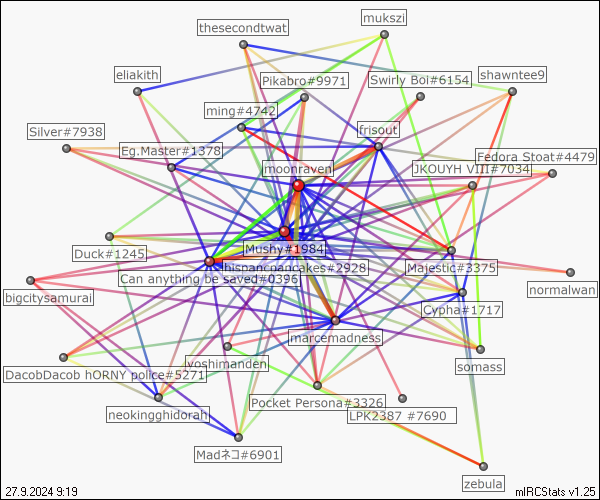 mukszi
thesecondtwat
eliakith
Pikabro#9971
Swirly Boi#6154
shawntee9
ming#4742
Silver#7938
frisout
Eg.Master#1378
Fedora Stoat#4479
moonraven
JKOUYH VIII#7034
Mushy#1984
Duck#1245
hispancpancakes#2928
Majestic#3375
Can anything be saved#0396
normalwan
bigcitysamurai
Cypha#1717
marcemadness
yoshimanden
somass
DacobDacob hORNY police#5271
Pocket Persona#3326
neokingghidorah
LPK2387 #7690
Madネコ#6901
zebula
27.9.2024 9:19
mIRCStats v1.25